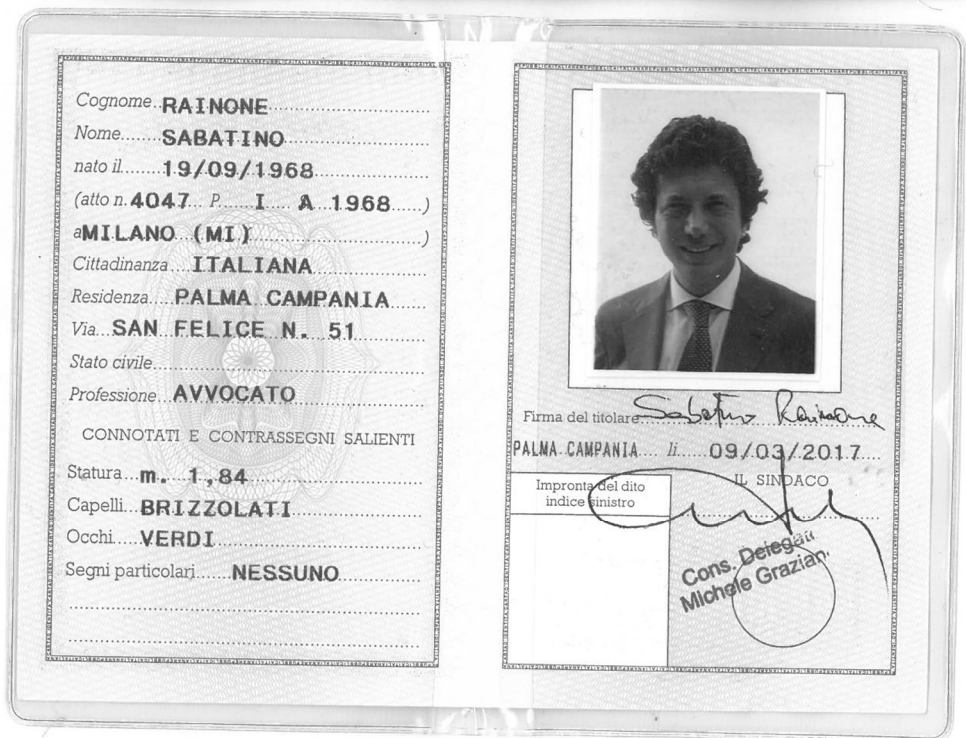 Cognome RAINONE
Nome SABATINO
nato il 19/09/1968
(atto n. 4047 P. I A 1968)
a MILANO (MI) )
Cittadinanza ITALIANA
Residenza PALMA CAMPANIA
Via SAN FELICE N. 51
Stato civile
Professione AVVOCATO
CONNOTATI E CONTRASSEGNI SALIENTI
Statura m. 1,84
Capelli BRIZZOLATI
Occhi VERDI
Segni particolari NESSUNO
Firma del titolare Sabatino Rainone
PALMA CAMPANIA li 09/03/2017
IL SINDACO
Impronta del dito
indice sinistro
Cons.
Michele